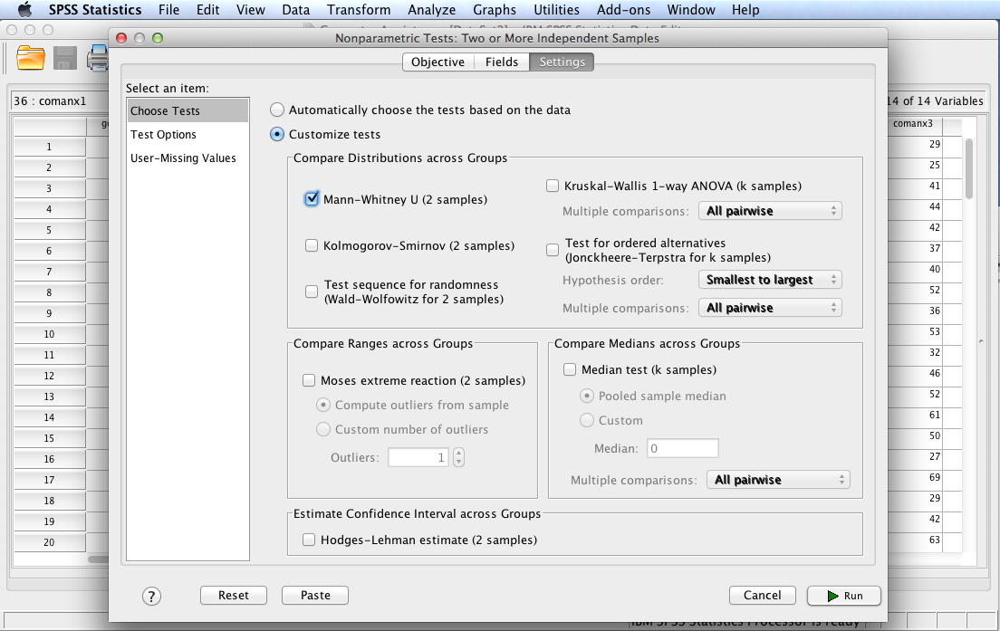 SPSS Statistics File Edit View Data Transform Analyze Graphs Utilities Add-ons Window Help
Nonparametric Tests: Two or More Independent Samples
Objective Fields Settings
36 : comanx1
14 of 14 Variables
comanx3
1 29
2 25
3 41
4 44
5 42
6 37
7 40
8 52
9 36
10 53
11 32
12 46
13 52
14 61
15 50
16 27
17 69
18 29
19 42
20 63
Select an item:
Choose Tests
Test Options
User-Missing Values
Automatically choose the tests based on the data
Customize tests
Compare Distributions across Groups
Mann-Whitney U (2 samples)
Kolmogorov-Smirnov (2 samples)
Test sequence for randomness
(Wald-Wolfowitz for 2 samples)
Kruskal-Wallis 1-way ANOVA (k samples)
Multiple comparisons: All pairwise
Test for ordered alternatives
(Jonckheere-Terpstra for k samples)
Hypothesis order: Smallest to largest
Multiple comparisons: All pairwise
Compare Ranges across Groups
Moses extreme reaction (2 samples)
Compute outliers from sample
Custom number of outliers
Outliers: 1
Compare Medians across Groups
Median test (k samples)
Pooled sample median
Custom
Median: 0
Multiple comparisons: All pairwise
Estimate Confidence Interval across Groups
Hodges-Lehman estimate (2 samples)
? Reset Paste Cancel Run
IBM SPSS Statistics Processor is ready